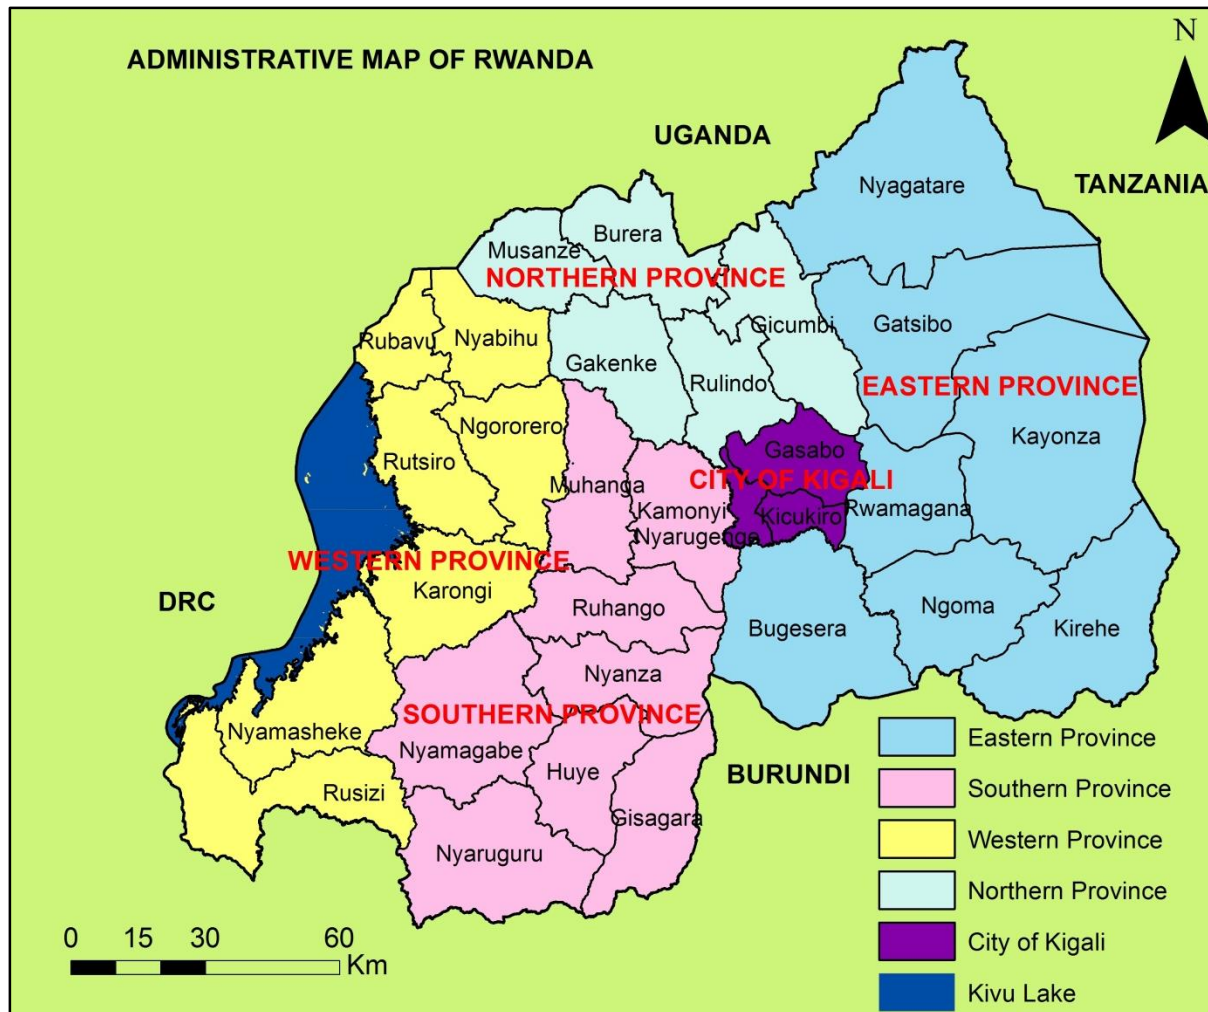 N
ADMINISTRATIVE MAP OF RWANDA
UGANDA
TANZANIA
Nyagatare
Burera
Musanze
NORTHERN PROVINCE
Rubavu
Nyabihu
Gicumbi
Gatsibo
Gakenke
Rulindo
EASTERN PROVINCE
Ngororero
Kayonza
Rutsiro
Gasabo
Muhanga
CITY OF KIGALI
Kamonyi
Kicukiro
Rwamagana
Nyarugenge
WESTERN PROVINCE
Karongi
DRC
Ruhango
Ngoma
Bugesera
Kirehe
Nyanza
SOUTHERN PROVINCE
Nyamasheke
Nyamagabe
Huye
BURUNDI
Rusizi
Gisagara
Nyaruguru
Eastern Province
Southern Province
Western Province
Northern Province
City of Kigali
Kivu Lake
0 15 30 60
Km